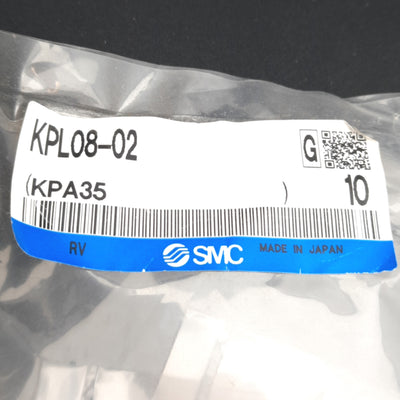 KPL08-02
G
(KPA35 ) 10
RV SMC MADE IN JAPAN